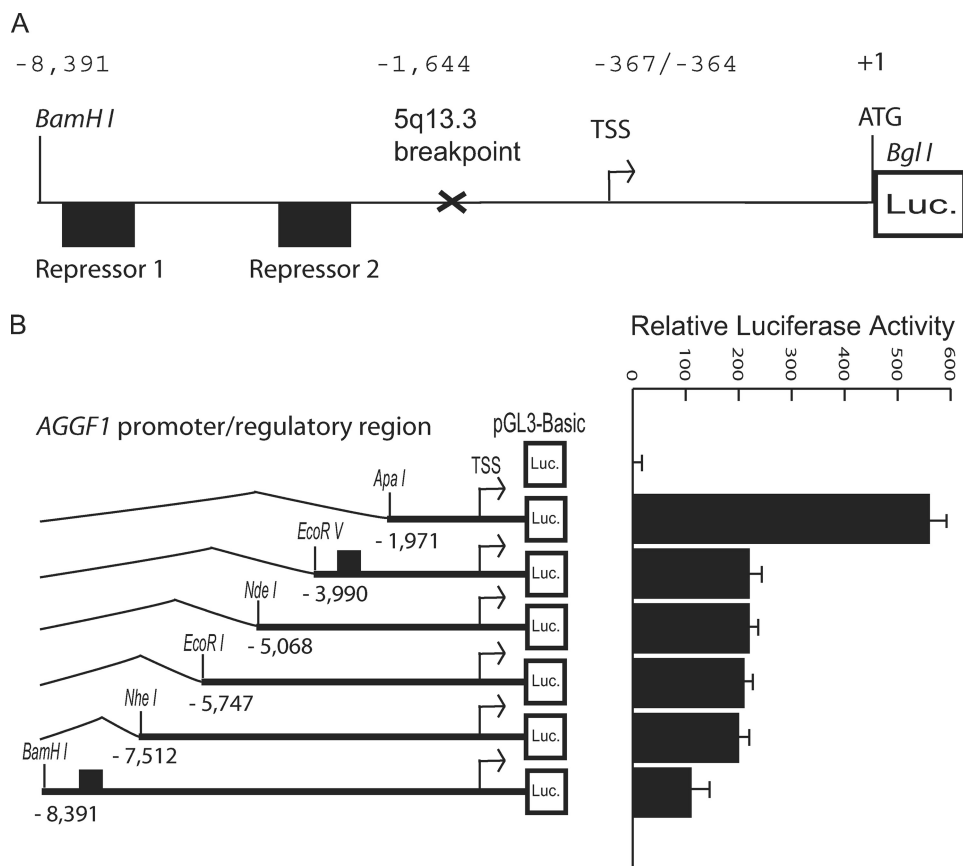 A
-8,391 -1,644 -367/-364 +1
BamH I 5q13.3 breakpoint TSS ATG
Bgl I
Luc.
Repressor 1 Repressor 2
B
Relative Luciferase Activity
0 100 200 300 400 500 600
AGGF1 promoter/regulatory region pGL3-Basic
Luc.
Apa I TSS
Luc.
- 1,971
EcoR V
Luc.
- 3,990
Nde I
Luc.
- 5,068
EcoR I
Luc.
- 5,747
Nhe I
Luc.
- 7,512
BamH I
Luc.
- 8,391